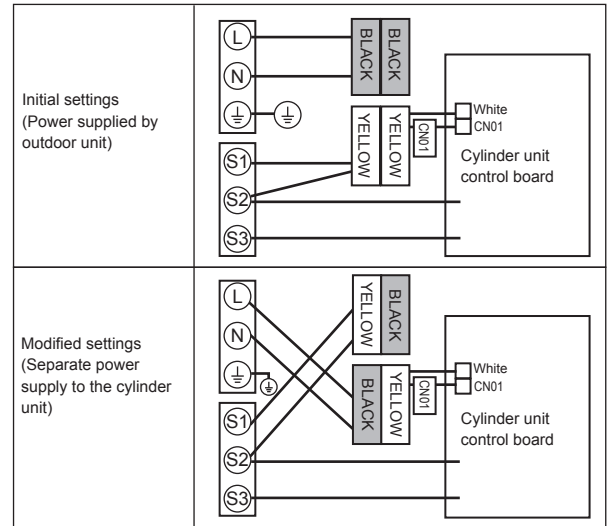 Initial settings
(Power supplied by
outdoor unit)
L
N
BLACK
BLACK
S1
S2
S3
YELLOW
YELLOW
CN01
White
CN01
Cylinder unit
control board
Modified settings
(Separate power
supply to the cylinder
unit)
L
N
YELLOW
BLACK
S1
S2
S3
BLACK
YELLOW
CN01
White
CN01
Cylinder unit
control board